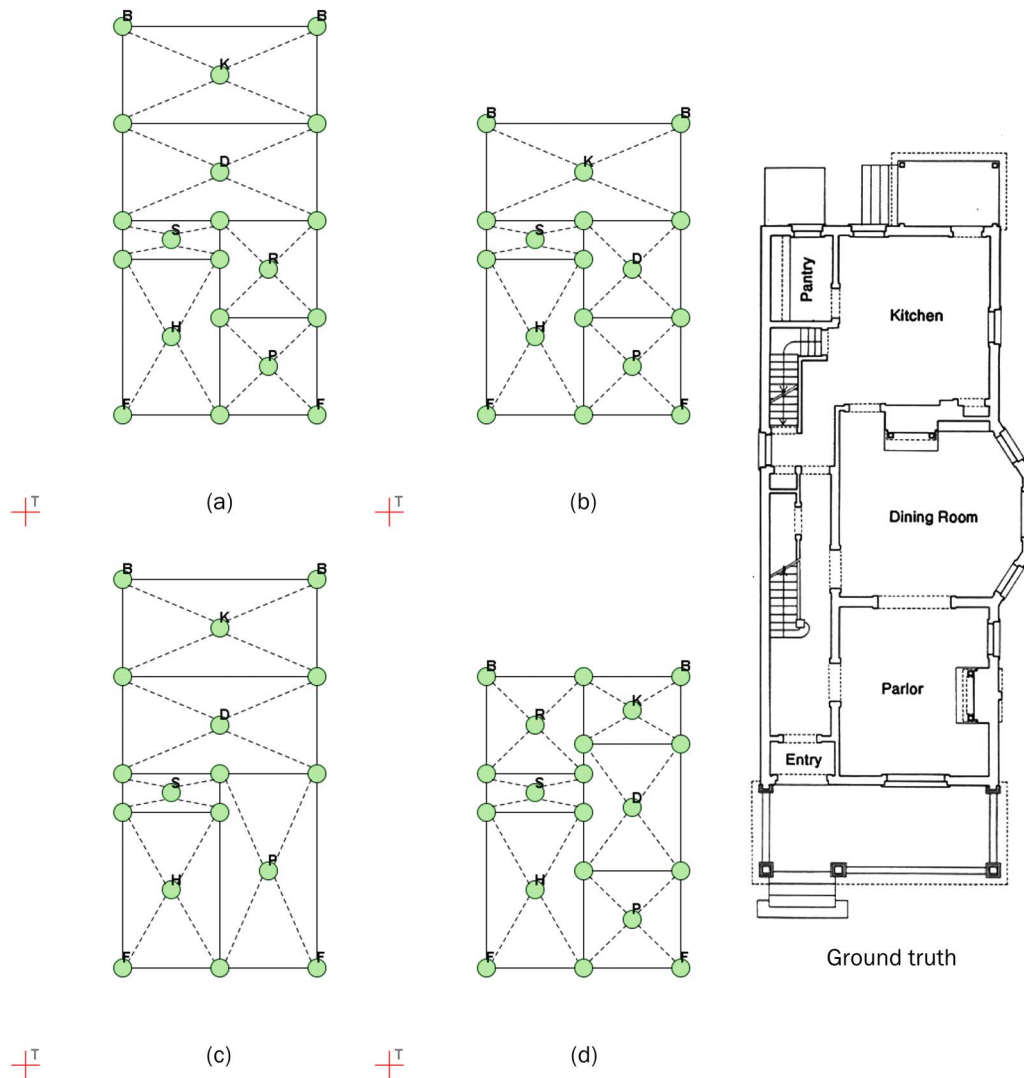 B B
K
D
S
R
H
P
F F
T
(a)
B B
K
S
D
H
P
F F
T
(b)
B B
K
D
S
P
H
F F
T
(c)
B B
K
R
S
D
H
P
F F
T
(d)
Pantry
Kitchen
Dining Room
Parlor
Entry
Ground truth